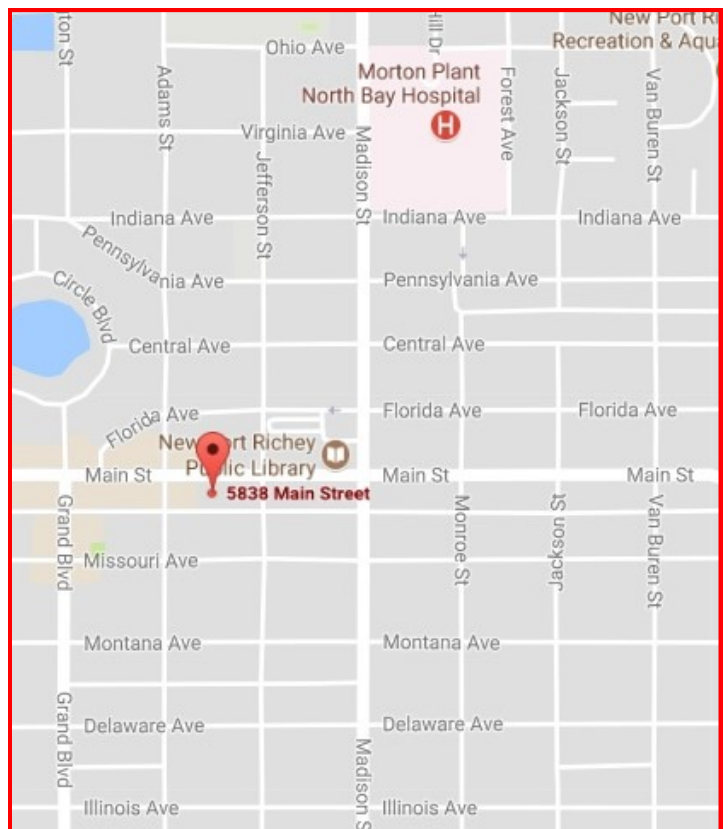 ton St
Hill Dr
New Port Ri
Recreation & Aqua
Ohio Ave
Morton Plant
North Bay Hospital
H
Adams St
Forest Ave
Jackson St
Van Buren St
Virginia Ave
Madison St
Jefferson St
Indiana Ave
Indiana Ave
Indiana Ave
Pennsylvania Ave
Pennsylvania Ave
Circle Blvd
Central Ave
Central Ave
Florida Ave
Florida Ave
Florida Ave
New Port Richey
Public Library
Main St
Main St
Main St
5838 Main Street
Grand Blvd
Monroe St
Jackson St
Van Buren St
Missouri Ave
Montana Ave
Montana Ave
Grand Blvd
Delaware Ave
Delaware Ave
Madison S
Illinois Ave
Illinois Ave